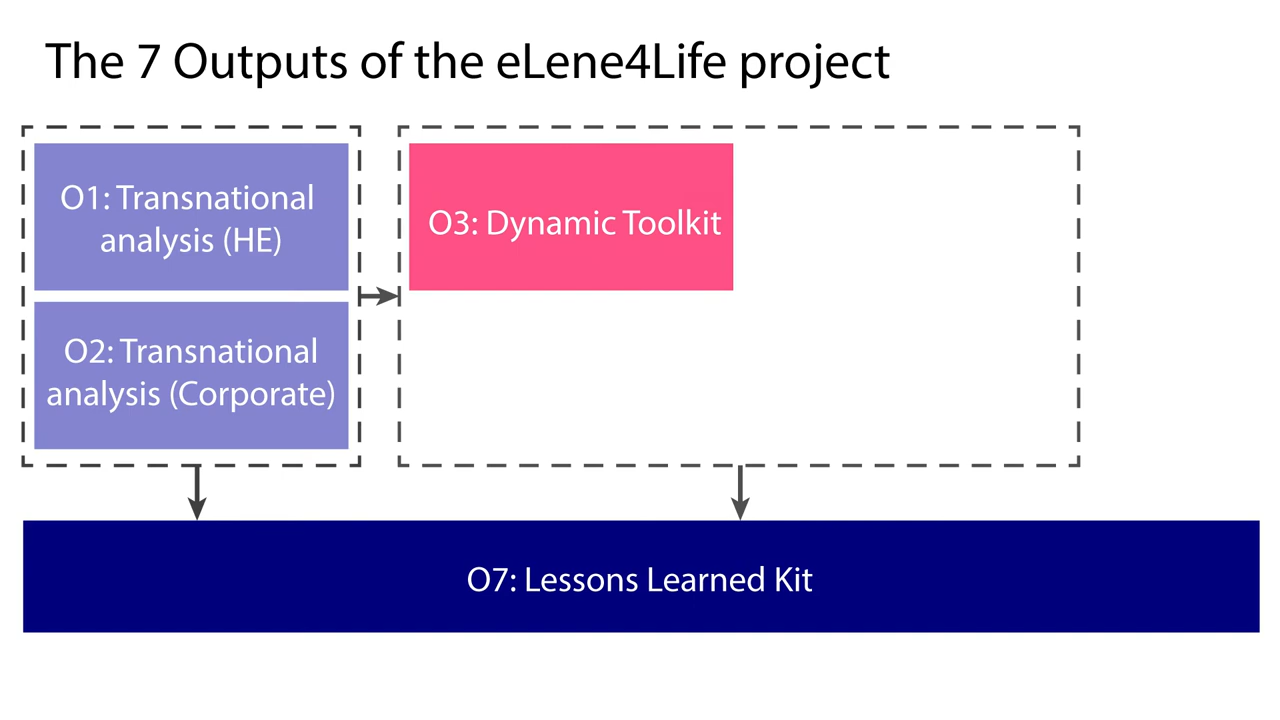 The 7 Outputs of the eLene4Life project
O1: Transnational
analysis (HE)
O2: Transnational
analysis (Corporate)
O3: Dynamic Toolkit
O7: Lessons Learned Kit